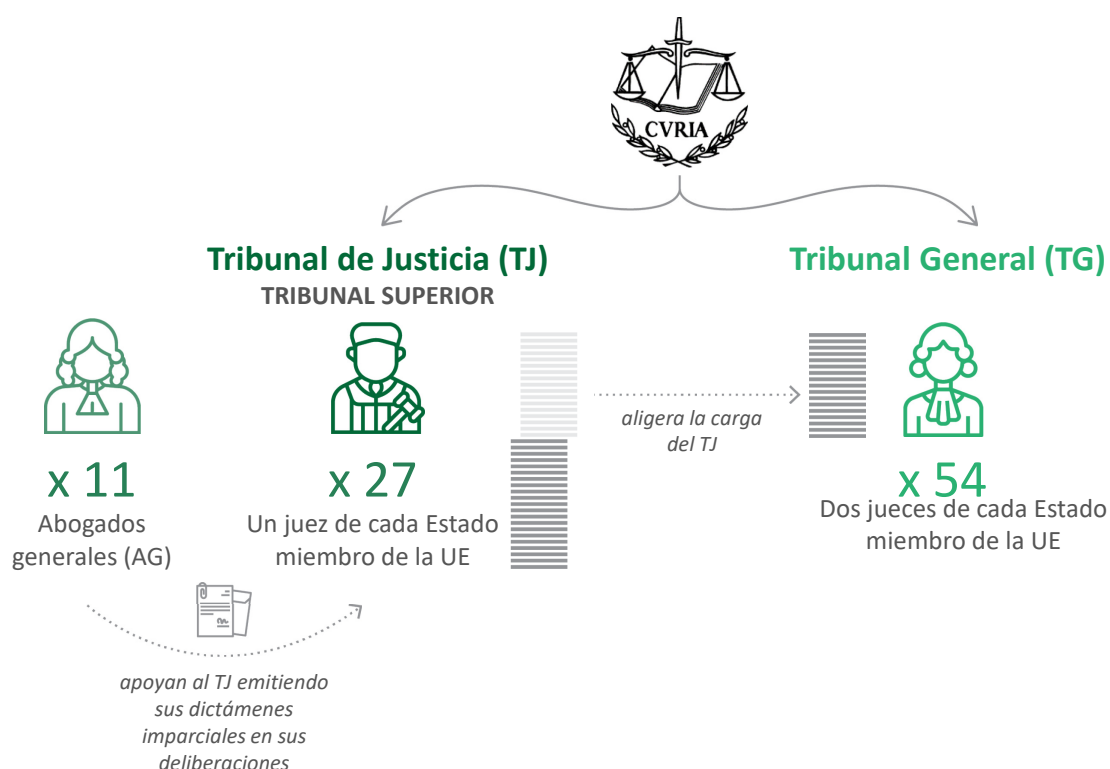 CVRIA
Tribunal de Justicia (TJ)
TRIBUNAL SUPERIOR
Tribunal General (TG)
aligera la carga
del TJ
x 11
Abogados
generales (AG)
x 27
Un juez de cada Estado
miembro de la UE
x 54
Dos jueces de cada Estado
miembro de la UE
apoyan al TJ emitiendo
sus dictámenes
imparciales en sus
deliberaciones